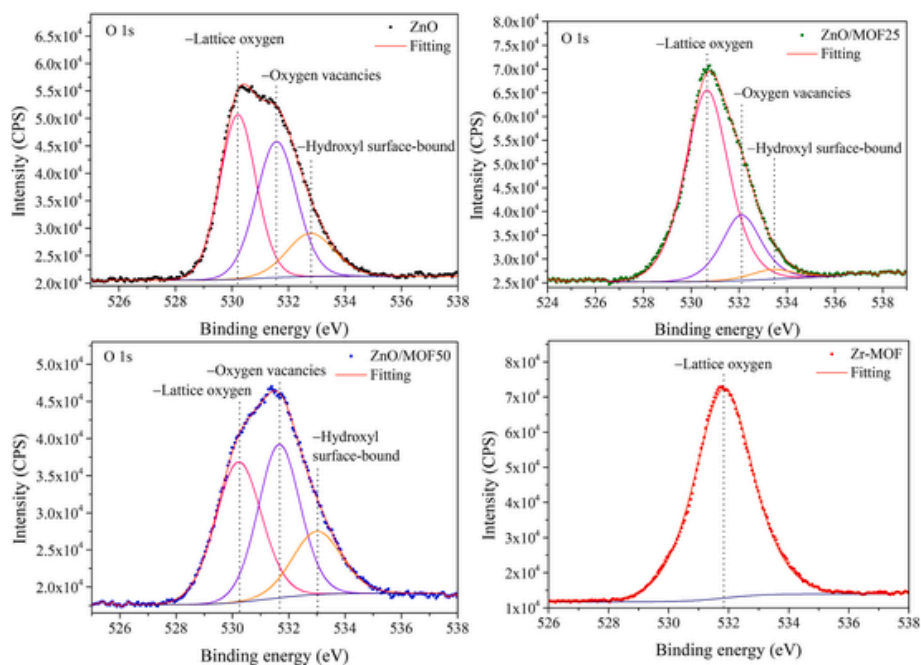 O 1s
ZnO
Fitting
–Lattice oxygen
–Oxygen vacancies
–Hydroxyl surface-bound
Intensity (CPS)
6.5x10⁴
6.0x10⁴
5.5x10⁴
5.0x10⁴
4.5x10⁴
4.0x10⁴
3.5x10⁴
3.0x10⁴
2.5x10⁴
2.0x10⁴
526 528 530 532 534 536 538
Binding energy (eV)
O 1s
ZnO/MOF25
Fitting
–Lattice oxygen
–Oxygen vacancies
–Hydroxyl surface-bound
Intensity (CPS)
8.0x10⁴
7.5x10⁴
7.0x10⁴
6.5x10⁴
6.0x10⁴
5.5x10⁴
5.0x10⁴
4.5x10⁴
4.0x10⁴
3.5x10⁴
3.0x10⁴
2.5x10⁴
524 526 528 530 532 534 536 538
Binding energy (eV)
O 1s
ZnO/MOF50
Fitting
–Oxygen vacancies
–Lattice oxygen
–Hydroxyl
surface-bound
Intensity (CPS)
5.0x10⁴
4.5x10⁴
4.0x10⁴
3.5x10⁴
3.0x10⁴
2.5x10⁴
2.0x10⁴
526 528 530 532 534 536 538
Binding energy (eV)
Zr-MOF
Fitting
–Lattice oxygen
Intensity (CPS)
8x10⁴
7x10⁴
6x10⁴
5x10⁴
4x10⁴
3x10⁴
2x10⁴
1x10⁴
526 528 530 532 534 536 538
Binding energy (eV)